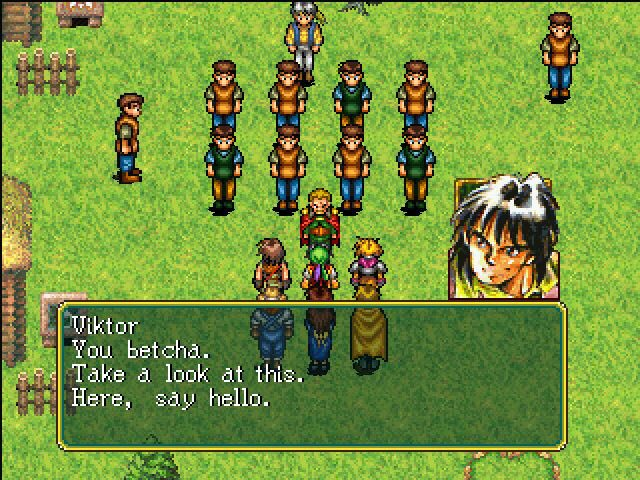 Viktor
You betcha.
Take a look at this.
Here, say hello.